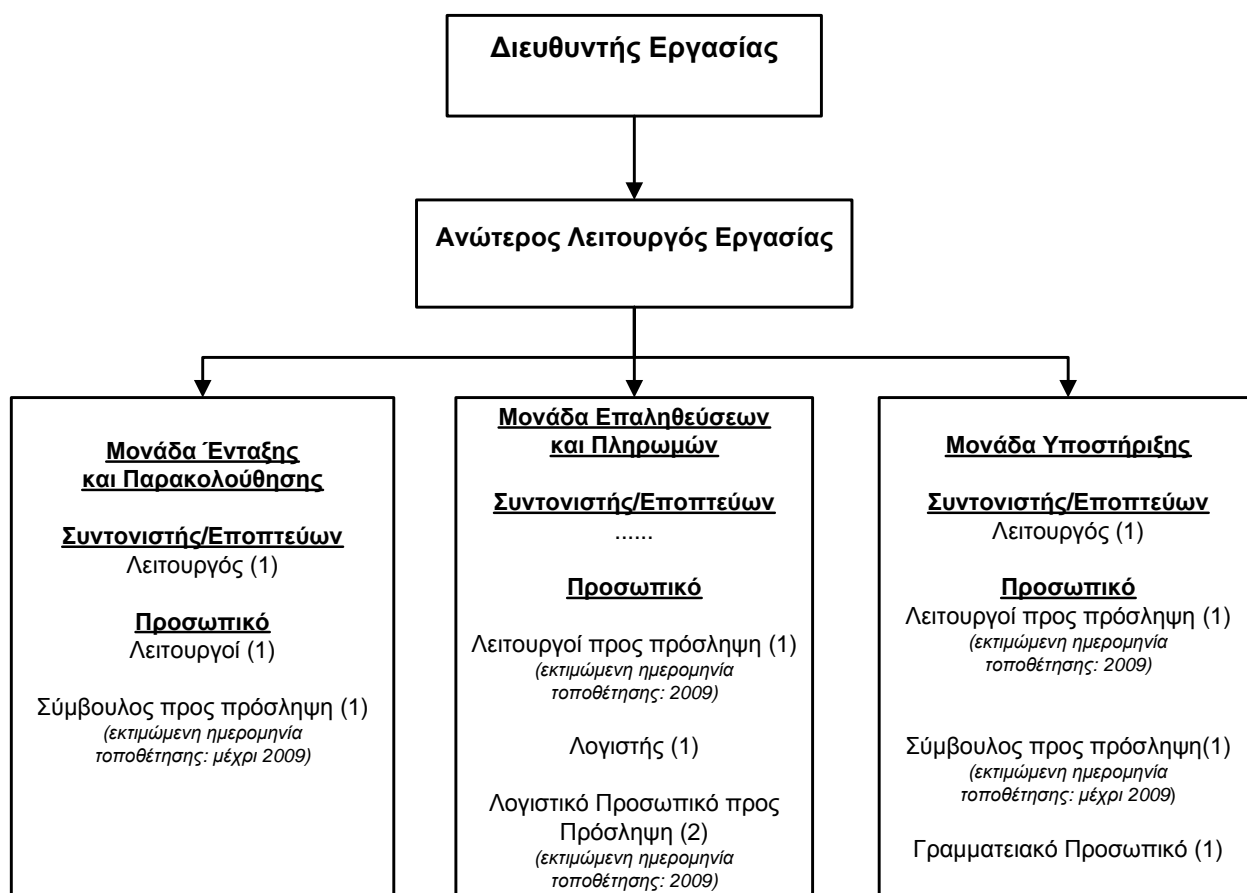 Διευθυντής Εργασίας
Ανώτερος Λειτουργός Εργασίας
Μονάδα Ένταξης
και Παρακολούθησης
Συντονιστής/Εποπτεύων
Λειτουργός (1)
Προσωπικό
Λειτουργοί (1)
Σύμβουλος προς πρόσληψη (1)
(εκτιμώμενη ημερομηνία
τοποθέτησης: μέχρι 2009)
Μονάδα Επαληθεύσεων
και Πληρωμών
Συντονιστής/Εποπτεύων
......
Προσωπικό
Λειτουργοί προς πρόσληψη (1)
(εκτιμώμενη ημερομηνία
τοποθέτησης: 2009)
Λογιστής (1)
Λογιστικό Προσωπικό προς
Πρόσληψη (2)
(εκτιμώμενη ημερομηνία
τοποθέτησης: 2009)
Μονάδα Υποστήριξης
Συντονιστής/Εποπτεύων
Λειτουργός (1)
Προσωπικό
Λειτουργοί προς πρόσληψη (1)
(εκτιμώμενη ημερομηνία
τοποθέτησης: 2009)
Σύμβουλος προς πρόσληψη(1)
(εκτιμώμενη ημερομηνία
τοποθέτησης: μέχρι 2009)
Γραμματειακό Προσωπικό (1)